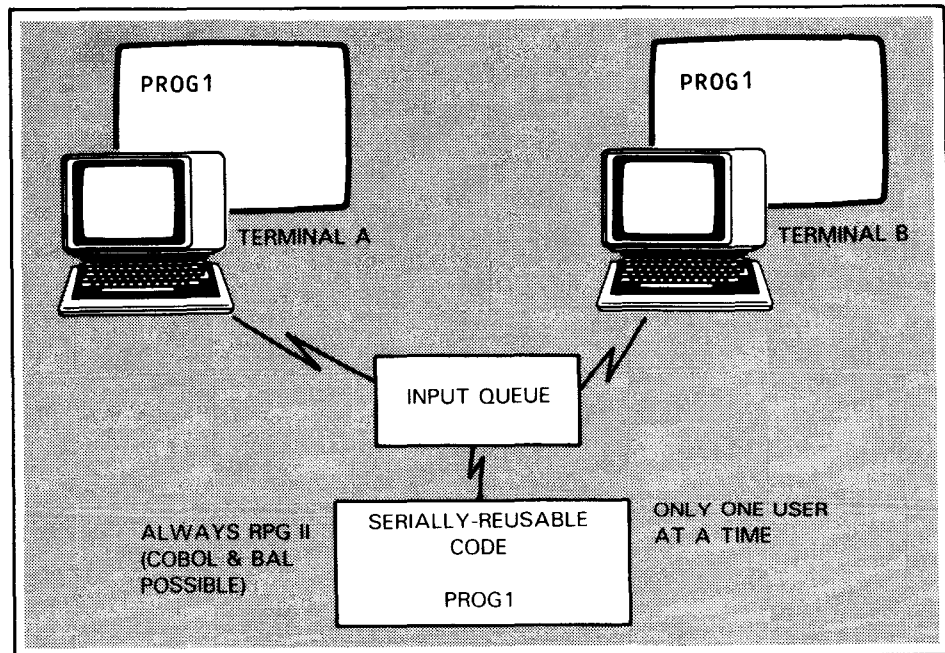 PROG1
PROG1
TERMINAL A
TERMINAL B
INPUT QUEUE
ALWAYS RPG II
(COBOL & BAL
POSSIBLE)
SERIALLY-REUSABLE
CODE
PROG1
ONLY ONE USER
AT A TIME